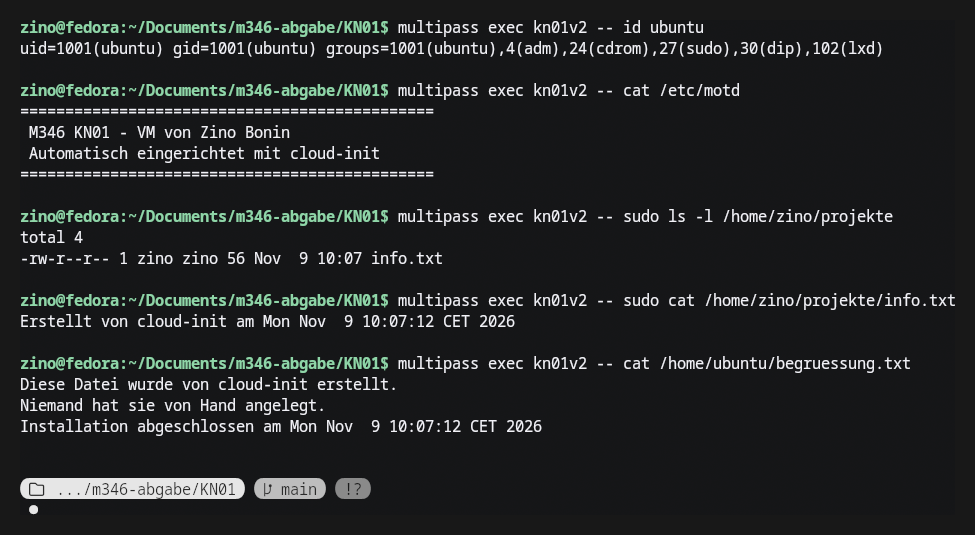 zino@fedora:~/Documents/m346-abgabe/KN01$ multipass exec kn01v2 -- id ubuntu
uid=1001(ubuntu) gid=1001(ubuntu) groups=1001(ubuntu),4(adm),24(cdrom),27(sudo),30(dip),102(lxd)
zino@fedora:~/Documents/m346-abgabe/KN01$ multipass exec kn01v2 -- cat /etc/motd
==============================================
 M346 KN01 - VM von Zino Bonin
 Automatisch eingerichtet mit cloud-init
==============================================
zino@fedora:~/Documents/m346-abgabe/KN01$ multipass exec kn01v2 -- sudo ls -l /home/zino/projekte
total 4
-rw-r--r-- 1 zino zino 56 Nov  9 10:07 info.txt
zino@fedora:~/Documents/m346-abgabe/KN01$ multipass exec kn01v2 -- sudo cat /home/zino/projekte/info.txt
Erstellt von cloud-init am Mon Nov  9 10:07:12 CET 2026
zino@fedora:~/Documents/m346-abgabe/KN01$ multipass exec kn01v2 -- cat /home/ubuntu/begruessung.txt
Diese Datei wurde von cloud-init erstellt.
Niemand hat sie von Hand angelegt.
Installation abgeschlossen am Mon Nov  9 10:07:12 CET 2026
.../m346-abgabe/KN01 main !?